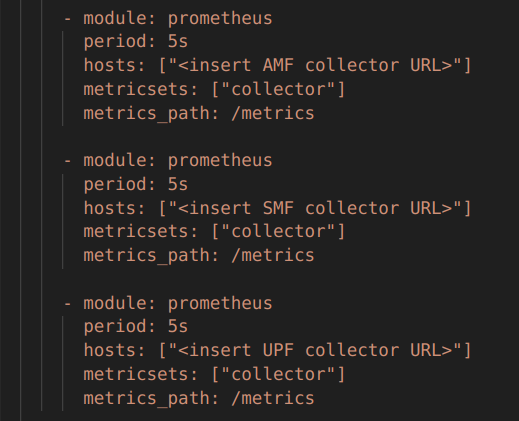 - module: prometheus
period: 5s
hosts: ["<insert AMF collector URL>"]
metricsets: ["collector"]
metrics_path: /metrics
- module: prometheus
period: 5s
hosts: ["<insert SMF collector URL>"]
metricsets: ["collector"]
metrics_path: /metrics
- module: prometheus
period: 5s
hosts: ["<insert UPF collector URL>"]
metricsets: ["collector"]
metrics_path: /metrics